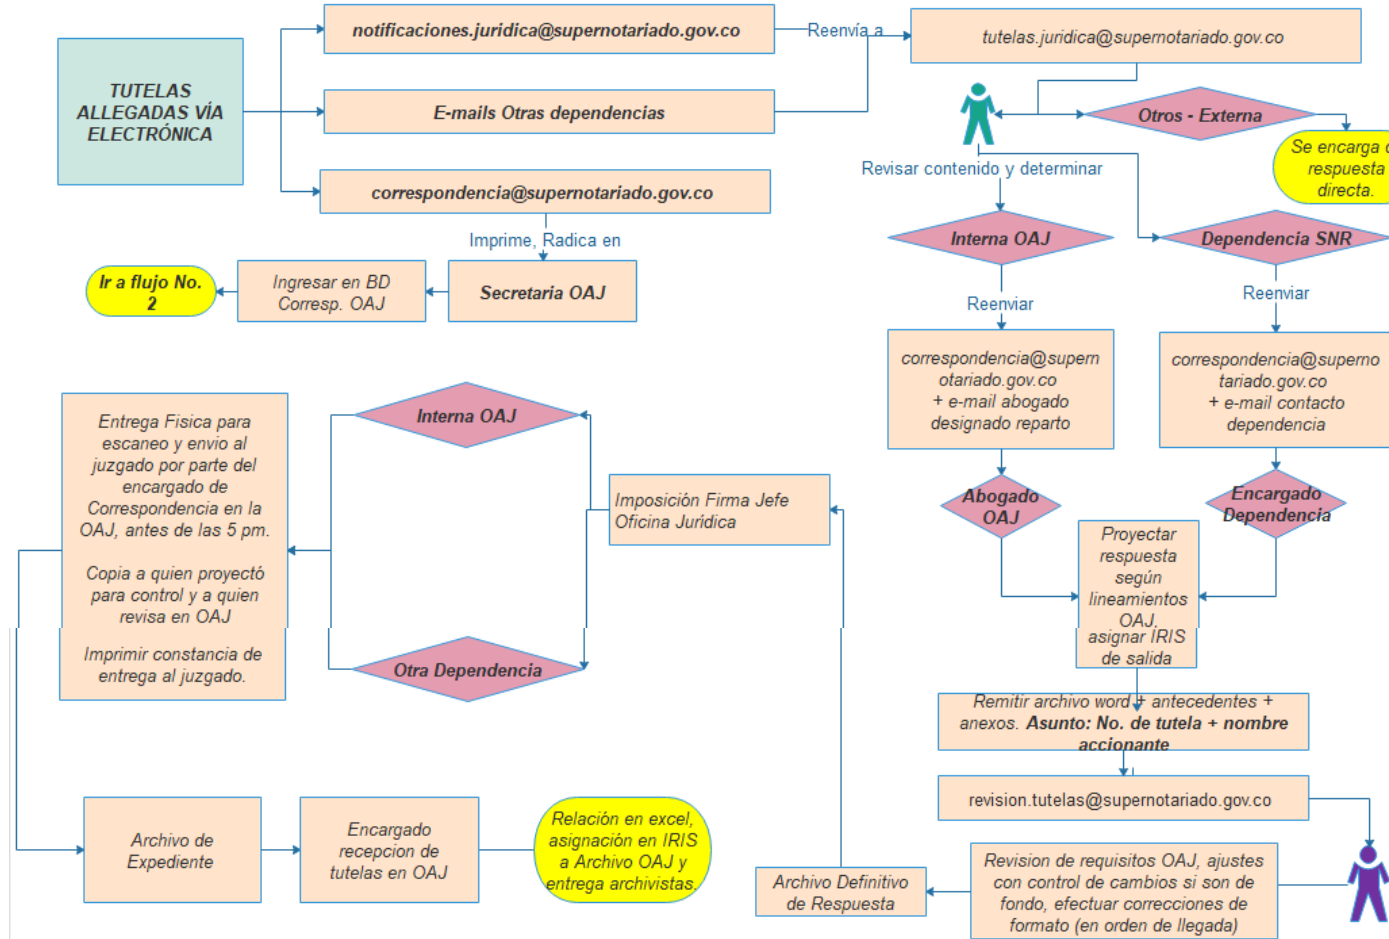 TUTELAS
ALLEGADAS VÍA
ELECTRÓNICA
notificaciones.juridica@supernotariado.gov.co
Reenvía a
tutelas.juridica@supernotariado.gov.co
E-mails Otras dependencias
Otros - Externa
Se encarga
respuesta
directa.
correspondencia@supernotariado.gov.co
Revisar contenido y determinar
Imprime, Radica en
Interna OAJ
Dependencia SNR
Ir a flujo No.
2
Ingresar en BD
Corresp. OAJ
Secretaria OAJ
Reenviar
Reenviar
correspondencia@supern
otariado.gov.co
+ e-mail abogado
designado reparto
correspondencia@superno
tariado.gov.co
+ e-mail contacto
dependencia
Entrega Fisica para
escaneo y envio al
juzgado por parte del
encargado de
Correspondencia en la
OAJ, antes de las 5 pm.
Copia a quien proyectó
para control y a quien
revisa en OAJ
Imprimir constancia de
entrega al juzgado.
Interna OAJ
Imposición Firma Jefe
Oficina Jurídica
Abogado
OAJ
Encargado
Dependencia
Proyectar
respuesta
según
lineamientos
OAJ.
asignar IRIS
de salida
Otra Dependencia
Remitir archivo word + antecedentes +
anexos. Asunto: No. de tutela + nombre
accionante
revision.tutelas@supernotariado.gov.co
Archivo de
Expediente
Encargado
recepcion de
tutelas en OAJ
Relación en excel,
asignación en IRIS
a Archivo OAJ y
entrega archivistas.
Archivo Definitivo
de Respuesta
Revision de requisitos OAJ, ajustes
con control de cambios si son de
fondo, efectuar correcciones de
formato (en orden de llegada)